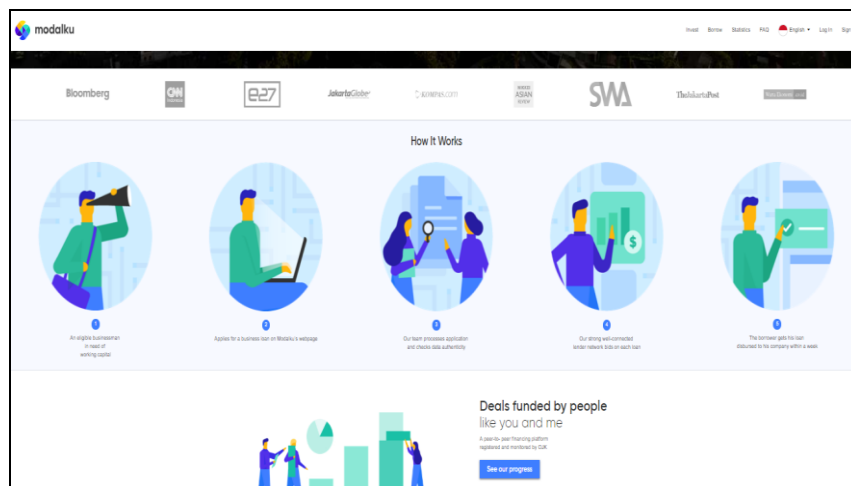 modalku
Invest Borrow Statistics FAQ English Log In Sign
Bloomberg
CNN
e27
JakartaGlobe
ASIAN
REVIEW
SWA
TheJakartaPost
How It Works
1
An eligible businessman
in need of
working capital
2
Applies for a business loan on Modalku's webpage
3
Our team processes application
and checks data authenticity
4
Our strong well-connected
lender network bids on each loan
5
The borrower gets his loan
disbursed to his company within a week
$
Deals funded by people
like you and me
A peer-to-peer financing platform
registered and monitored by OJK
See our progress